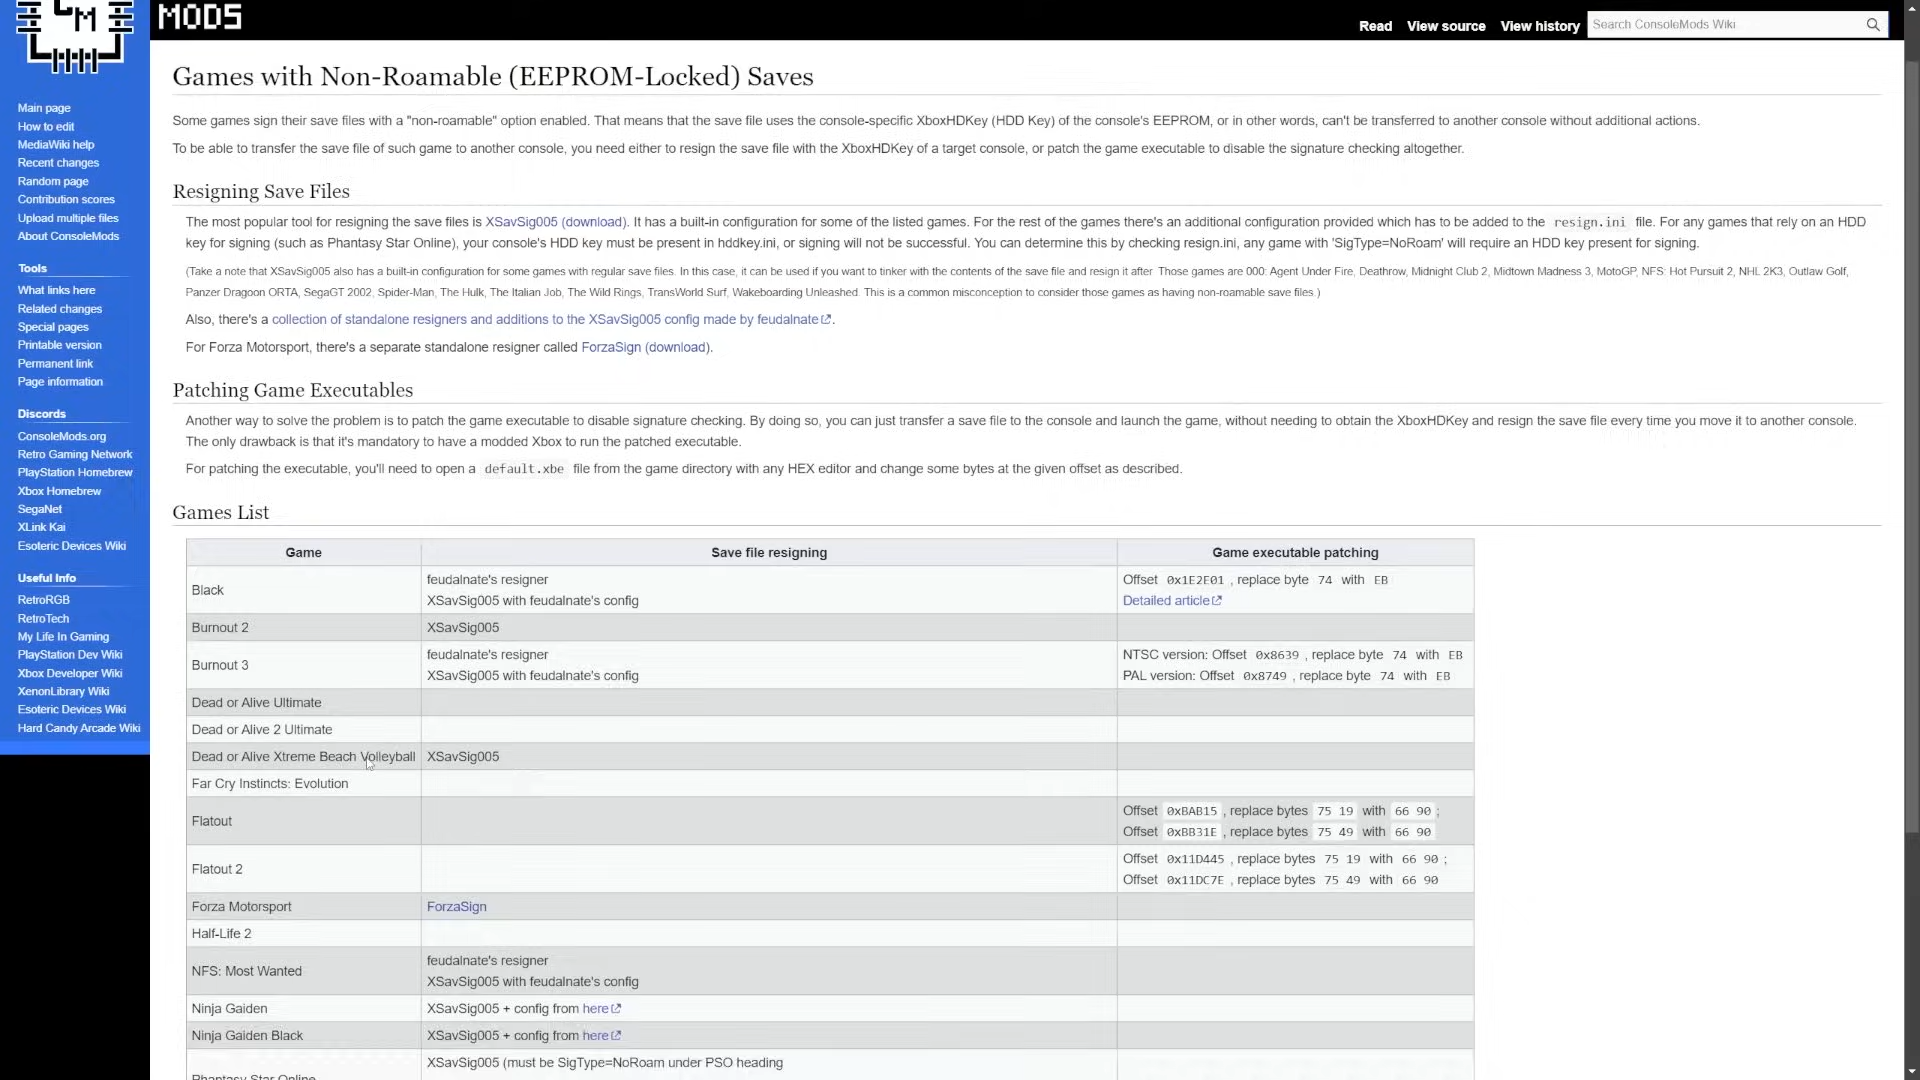 CM
MODS
Read View source View history Search ConsoleMods Wiki
Main page
How to edit
MediaWiki help
Recent changes
Random page
Contribution scores
Upload multiple files
About ConsoleMods
Tools
What links here
Related changes
Special pages
Printable version
Permanent link
Page information
Discords
ConsoleMods.org
Retro Gaming Network
PlayStation Homebrew
Xbox Homebrew
SegaNet
XLink Kai
Esoteric Devices Wiki
Useful Info
RetroRGB
RetroTech
My Life In Gaming
PlayStation Dev Wiki
Xbox Developer Wiki
XenonLibrary Wiki
Esoteric Devices Wiki
Hard Candy Arcade Wiki
Games with Non-Roamable (EEPROM-Locked) Saves
Some games sign their save files with a "non-roamable" option enabled. That means that the save file uses the console-specific XboxHDKey (HDD Key) of the console's EEPROM, or in other words, can't be transferred to another console without additional actions.
To be able to transfer the save file of such game to another console, you need either to resign the save file with the XboxHDKey of a target console, or patch the game executable to disable the signature checking altogether.
Resigning Save Files
The most popular tool for resigning the save files is XSavSig005 (download). It has a built-in configuration for some of the listed games. For the rest of the games there's an additional configuration provided which has to be added to the resign.ini file. For any games that rely on an HDD
key for signing (such as Phantasy Star Online), your console's HDD key must be present in hddkey.ini, or signing will not be successful. You can determine this by checking resign.ini, any game with 'SigType=NoRoam' will require an HDD key present for signing.
(Take a note that XSavSig005 also has a built-in configuration for some games with regular save files. In this case, it can be used if you want to tinker with the contents of the save file and resign it after. Those games are 000: Agent Under Fire, Deathrow, Midnight Club 2, Midtown Madness 3, MotoGP, NFS: Hot Pursuit 2, NHL 2K3, Outlaw Golf,
Panzer Dragoon ORTA, SegaGT 2002, Spider-Man, The Hulk, The Italian Job, The Wild Rings, TransWorld Surf, Wakeboarding Unleashed. This is a common misconception to consider those games as having non-roamable save files.)
Also, there's a collection of standalone resigners and additions to the XSavSig005 config made by feudalnate.
For Forza Motorsport, there's a separate standalone resigner called ForzaSign (download).
Patching Game Executables
Another way to solve the problem is to patch the game executable to disable signature checking. By doing so, you can just transfer a save file to the console and launch the game, without needing to obtain the XboxHDKey and resign the save file every time you move it to another console.
The only drawback is that it's mandatory to have a modded Xbox to run the patched executable.
For patching the executable, you'll need to open a default.xbe file from the game directory with any HEX editor and change some bytes at the given offset as described.
Games List
Game Save file resigning Game executable patching
Black
feudalnate's resigner
XSavSig005 with feudalnate's config
Offset 0x1E2E01 , replace byte 74 with EB
Detailed article
Burnout 2 XSavSig005
Burnout 3
feudalnate's resigner
XSavSig005 with feudalnate's config
NTSC version: Offset 0x8639 , replace byte 74 with EB
PAL version: Offset 0x8749 , replace byte 74 with EB
Dead or Alive Ultimate
Dead or Alive 2 Ultimate
Dead or Alive Xtreme Beach Volleyball XSavSig005
Far Cry Instincts: Evolution
Flatout
Offset 0xBAB15 , replace bytes 75 19 with 66 90 ;
Offset 0xBB31E , replace bytes 75 49 with 66 90
Flatout 2
Offset 0x11D445 , replace bytes 75 19 with 66 90 ;
Offset 0x11DC7E , replace bytes 75 49 with 66 90
Forza Motorsport ForzaSign
Half-Life 2
NFS: Most Wanted
feudalnate's resigner
XSavSig005 with feudalnate's config
Ninja Gaiden XSavSig005 + config from here
Ninja Gaiden Black XSavSig005 + config from here
XSavSig005 (must be SigType=NoRoam under PSO heading
Phantasy Star Online